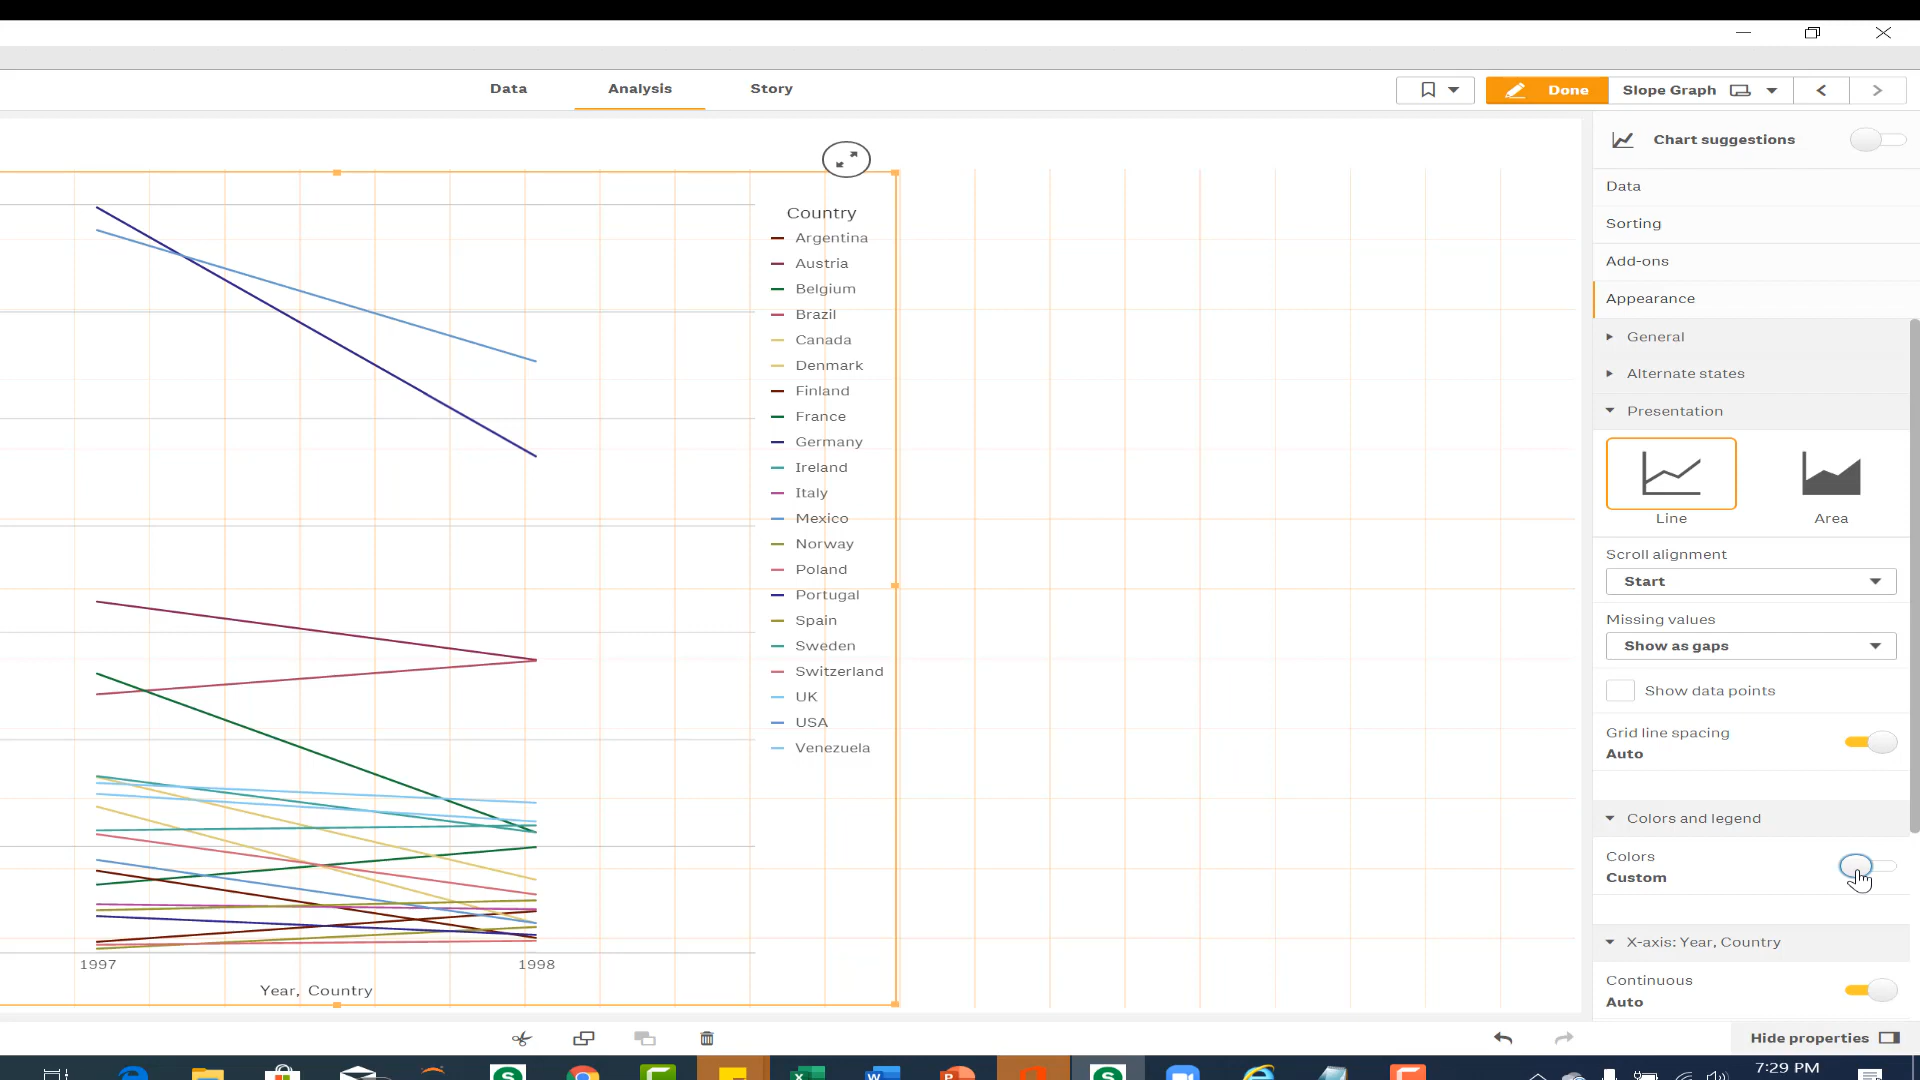 Data
Analysis
Story
Done
Slope Graph
Chart suggestions
Data
Sorting
Add-ons
Appearance
General
Alternate states
Presentation
Line
Area
Scroll alignment
Start
Missing values
Show as gaps
Show data points
Grid line spacing
Auto
Colors and legend
Colors
Custom
X-axis: Year, Country
Continuous
Auto
Country
Argentina
Austria
Belgium
Brazil
Canada
Denmark
Finland
France
Germany
Ireland
Italy
Mexico
Norway
Poland
Portugal
Spain
Sweden
Switzerland
UK
USA
Venezuela
1997
1998
Year, Country
Hide properties
7:29 PM